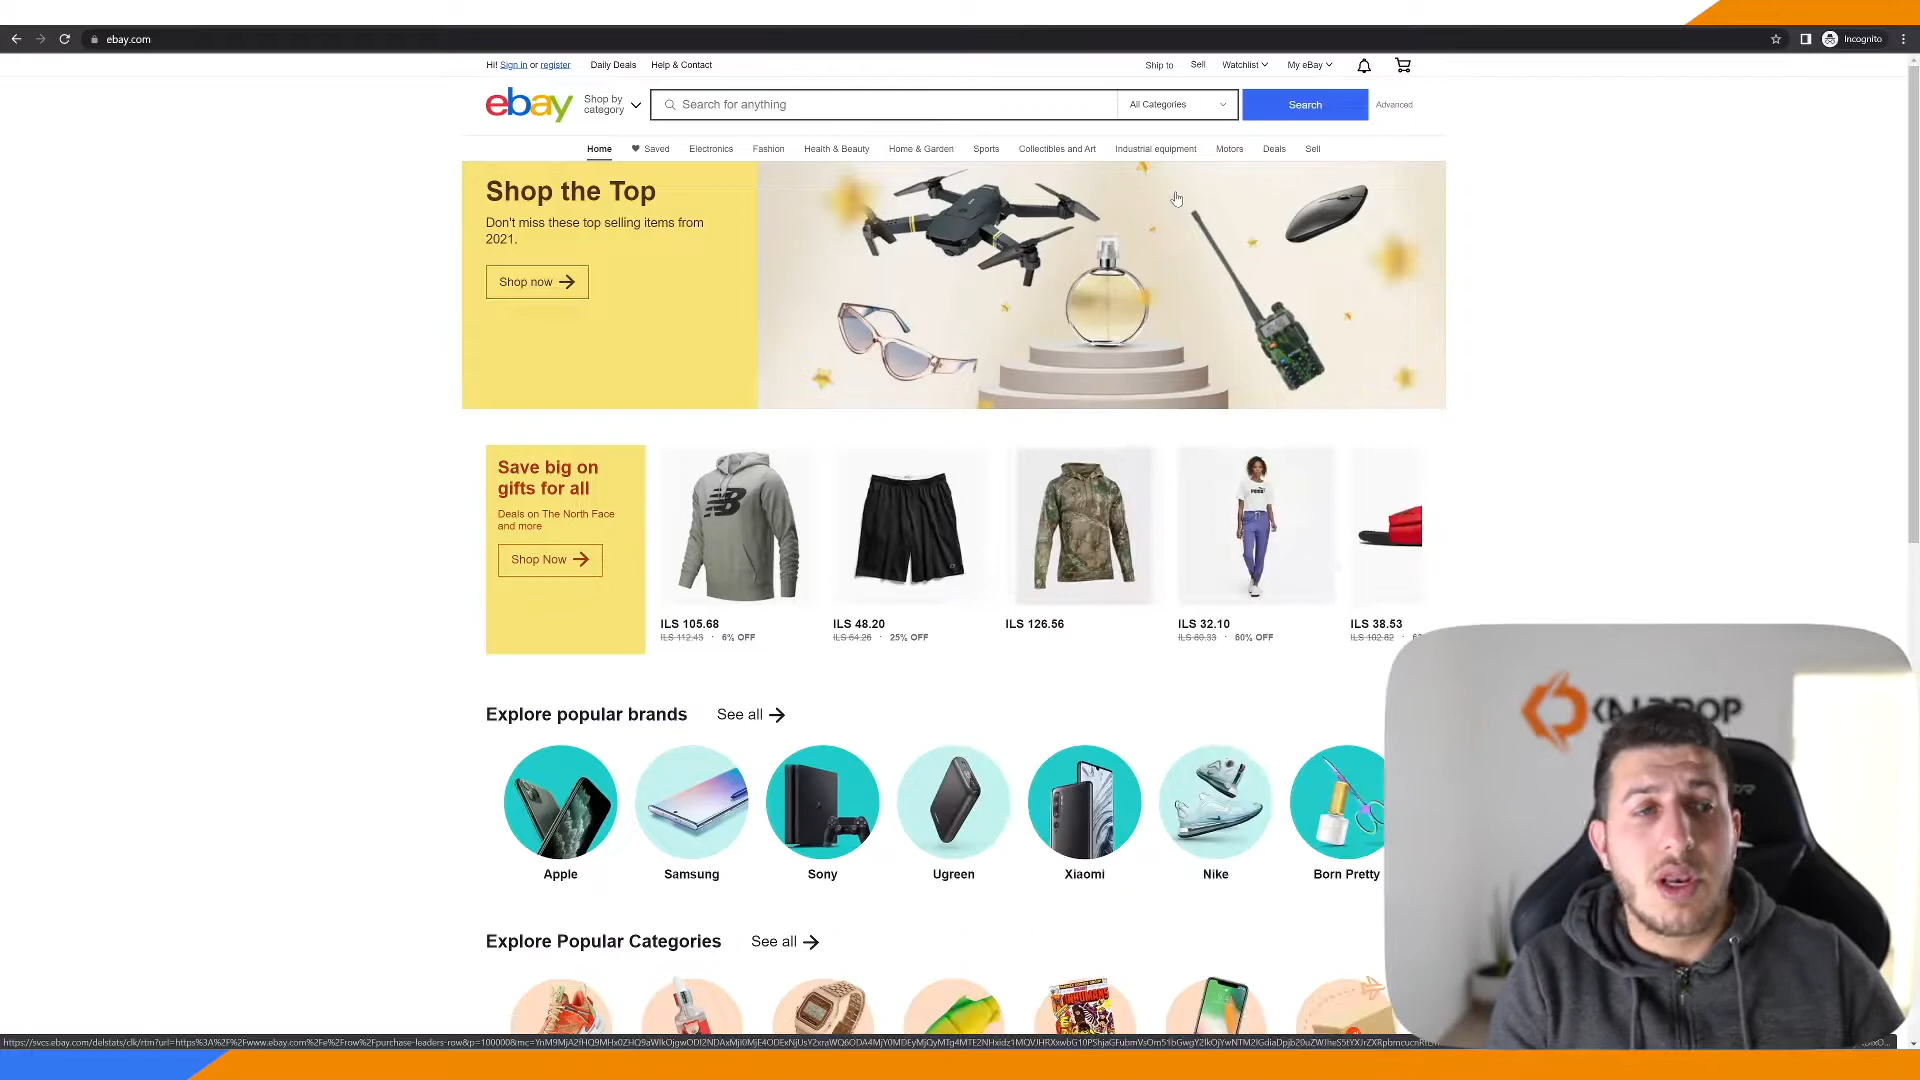 ebay.com
Incognito
Hi! Sign in or register Daily Deals Help & Contact
Ship to Sell Watchlist My eBay
ebay
Shop by
category
Search for anything
All Categories
Search
Advanced
Home Saved Electronics Fashion Health & Beauty Home & Garden Sports Collectibles and Art Industrial equipment Motors Deals Sell
Shop the Top
Don't miss these top selling items from
2021.
Shop now
Save big on
gifts for all
Deals on The North Face
and more
Shop Now
NB
PUMA
ILS 105.68
ILS 112.43 · 6% OFF
ILS 48.20
ILS 64.26 · 25% OFF
ILS 126.56
ILS 32.10
ILS 80.33 · 60% OFF
ILS 38.53
ILS 102.82
Explore popular brands See all
Apple
Samsung
Sony
Ugreen
Xiaomi
Nike
Born Pretty
Explore Popular Categories See all
INHUMANS